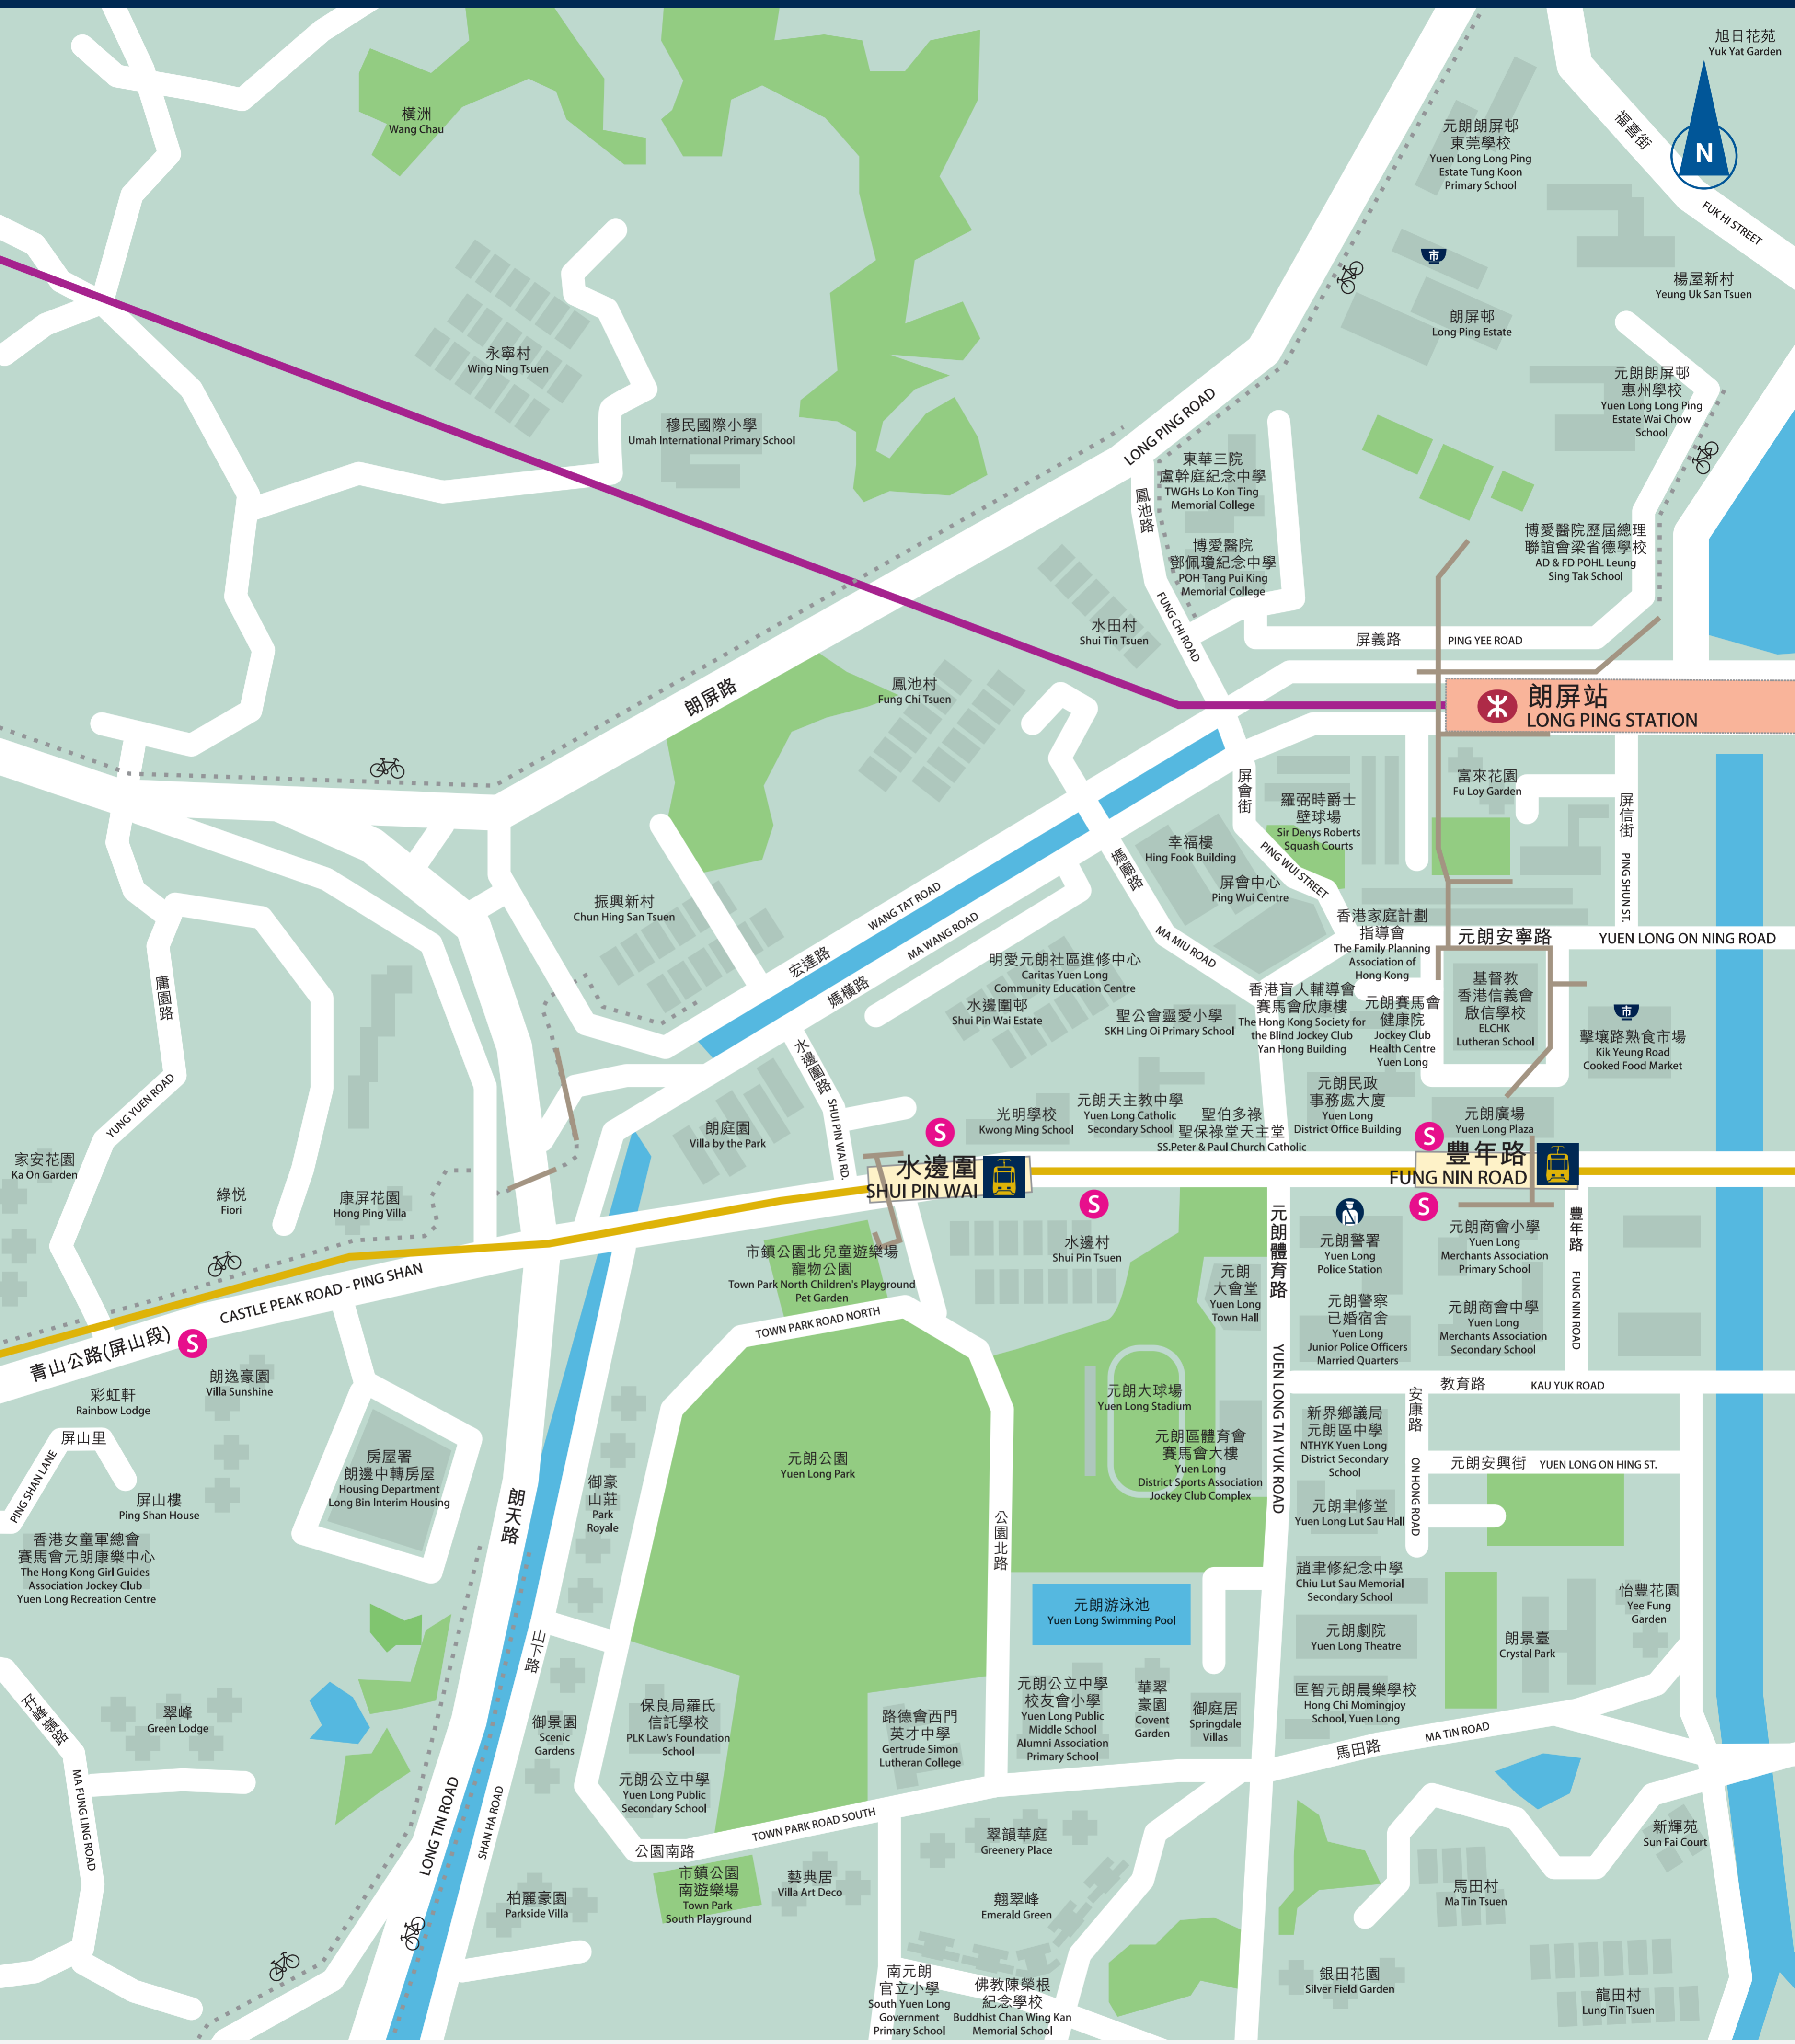 旭日花苑
Yuk Yat Garden
N
福喜街
FUK HI STREET
橫洲
Wang Chau
元朗朗屏邨
東莞學校
Yuen Long Long Ping
Estate Tung Koon
Primary School
市
楊屋新村
Yeung Uk San Tsuen
朗屏邨
Long Ping Estate
永寧村
Wing Ning Tsuen
元朗朗屏邨
惠州學校
Yuen Long Long Ping
Estate Wai Chow
School
穆民國際小學
Umah International Primary School
LONG PING ROAD
東華三院
盧幹庭紀念中學
TWGHs Lo Kon Ting
Memorial College
鳳池路
博愛醫院歷屆總理
聯誼會梁省德學校
AD & FD POHL Leung
Sing Tak School
博愛醫院
鄧佩瓊紀念中學
POH Tang Pui King
Memorial College
FUNG CHI ROAD
水田村
Shui Tin Tsuen
屏義路
PING YEE ROAD
朗屏路
鳳池村
Fung Chi Tsuen
朗屏站
LONG PING STATION
屏會街
富來花園
Fu Loy Garden
羅弼時爵士
壁球場
Sir Denys Roberts
Squash Courts
屏信街
PING SHUN ST.
幸福樓
Hing Fook Building
媽廟路
PING WUI STREET
屏會中心
Ping Wui Centre
振興新村
Chun Hing San Tsuen
WANG TAT ROAD
宏達路
MA WANG ROAD
媽橫路
MA MIU ROAD
香港家庭計劃
指導會
The Family Planning
Association of
Hong Kong
元朗安寧路
YUEN LONG ON NING ROAD
明愛元朗社區進修中心
Caritas Yuen Long
Community Education Centre
水邊圍邨
Shui Pin Wai Estate
聖公會靈愛小學
SKH Ling Oi Primary School
香港盲人輔導會
賽馬會欣康樓
The Hong Kong Society for
the Blind Jockey Club
Yan Hong Building
元朗賽馬會
健康院
Jockey Club
Health Centre
Yuen Long
基督教
香港信義會
啟信學校
ELCHK
Lutheran School
市
擊壤路熟食市場
Kik Yeung Road
Cooked Food Market
庸園路
YUNG YUEN ROAD
水邊圍路
SHUI PIN WAI RD.
朗庭園
Villa by the Park
S
光明學校
Kwong Ming School
元朗天主教中學
Yuen Long Catholic
Secondary School
聖伯多祿
聖保祿堂天主堂
SS.Peter & Paul Church Catholic
元朗民政
事務處大廈
Yuen Long
District Office Building
元朗廣場
Yuen Long Plaza
S
家安花園
Ka On Garden
綠悅
Fiori
康屏花園
Hong Ping Villa
水邊圍
SHUI PIN WAI
豐年路
FUNG NIN ROAD
S
S
市鎮公園北兒童遊樂場
寵物公園
Town Park North Children's Playground
Pet Garden
水邊村
Shui Pin Tsuen
元朗體育路
元朗警署
Yuen Long
Police Station
元朗商會小學
Yuen Long
Merchants Association
Primary School
豐年路
FUNG NIN ROAD
元朗
大會堂
Yuen Long
Town Hall
元朗警察
已婚宿舍
Yuen Long
Junior Police Officers
Married Quarters
元朗商會中學
Yuen Long
Merchants Association
Secondary School
CASTLE PEAK ROAD - PING SHAN
青山公路(屏山段)
S
TOWN PARK ROAD NORTH
YUEN LONG TAI YUK ROAD
朗逸豪園
Villa Sunshine
彩虹軒
Rainbow Lodge
元朗大球場
Yuen Long Stadium
教育路
KAU YUK ROAD
安康路
ON HONG ROAD
新界鄉議局
元朗區中學
NTHYK Yuen Long
District Secondary
School
屏山里
PING SHAN LANE
屏山樓
Ping Shan House
房屋署
朗邊中轉房屋
Housing Department
Long Bin Interim Housing
元朗公園
Yuen Long Park
元朗區體育會
賽馬會大樓
Yuen Long
District Sports Association
Jockey Club Complex
元朗安興街
YUEN LONG ON HING ST.
朗天路
御豪
山莊
Park
Royale
元朗聿修堂
Yuen Long Lut Sau Hall
公園北路
香港女童軍總會
賽馬會元朗康樂中心
The Hong Kong Girl Guides
Association Jockey Club
Yuen Long Recreation Centre
趙聿修紀念中學
Chiu Lut Sau Memorial
Secondary School
怡豐花園
Yee Fung
Garden
元朗游泳池
Yuen Long Swimming Pool
元朗劇院
Yuen Long Theatre
朗景臺
Crystal Park
山下路
孖峰嶺路
翠峰
Green Lodge
御景園
Scenic
Gardens
保良局羅氏
信託學校
PLK Law's Foundation
School
路德會西門
英才中學
Gertrude Simon
Lutheran College
元朗公立中學
校友會小學
Yuen Long Public
Middle School
Alumni Association
Primary School
華翠
豪園
Covent
Garden
御庭居
Springdale
Villas
匡智元朗晨樂學校
Hong Chi Morningjoy
School, Yuen Long
馬田路
MA TIN ROAD
MA FUNG LING ROAD
LONG TIN ROAD
SHAN HA ROAD
元朗公立中學
Yuen Long Public
Secondary School
TOWN PARK ROAD SOUTH
公園南路
翠韻華庭
Greenery Place
新輝苑
Sun Fai Court
市鎮公園
南遊樂場
Town Park
South Playground
藝典居
Villa Art Deco
柏麗豪園
Parkside Villa
翹翠峰
Emerald Green
馬田村
Ma Tin Tsuen
南元朗
官立小學
South Yuen Long
Government
Primary School
佛教陳榮根
紀念學校
Buddhist Chan Wing Kan
Memorial School
銀田花園
Silver Field Garden
龍田村
Lung Tin Tsuen